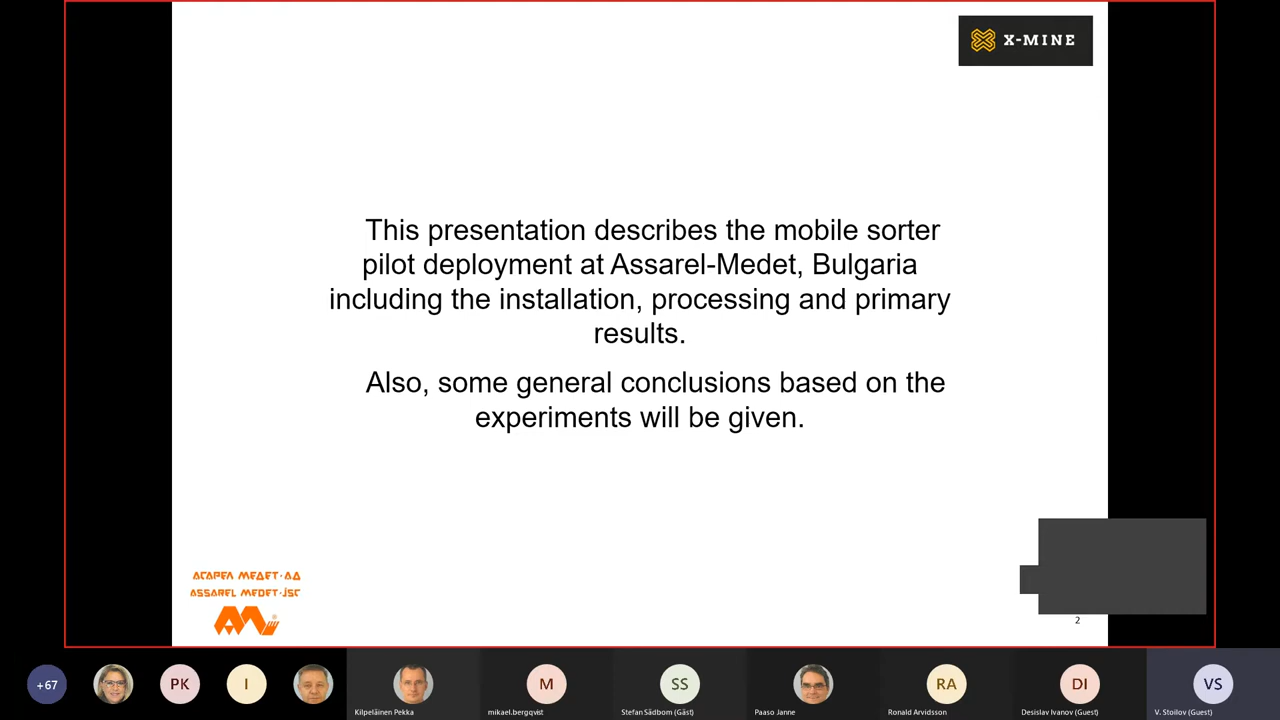 X-MINE
This presentation describes the mobile sorter
pilot deployment at Assarel-Medet, Bulgaria
including the installation, processing and primary
results.
Also, some general conclusions based on the
experiments will be given.
АСАРЕЛ МЕДЕТ·АД
ASSAREL MEDET·JSC
2
+67
PK
I
M
SS
RA
DI
VS
Kilpeläinen Pekka
mikael.bergqvist
Stefan Sädbom (Gäst)
Paaso Janne
Ronald Arvidsson
Desislav Ivanov (Guest)
V. Stoilov (Guest)